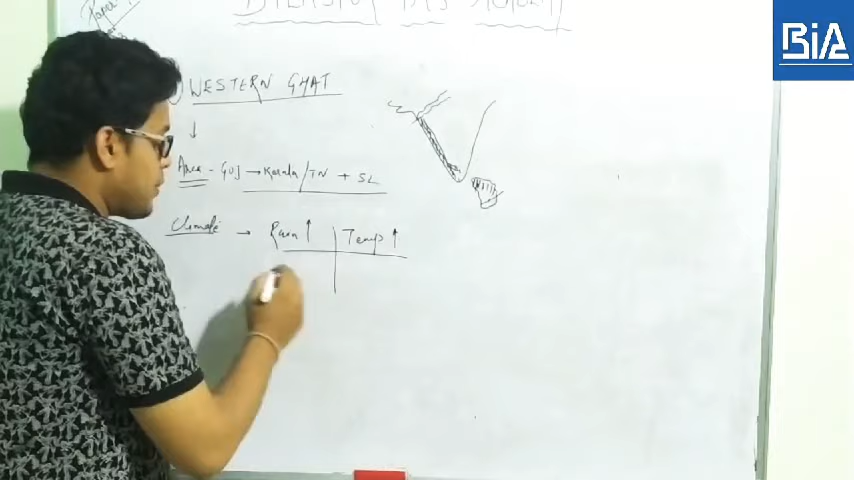 BiA
WESTERN GHAT
Area - GUJ → Kerala/TN + SL
Climate → Rain ↑ Temp ↑